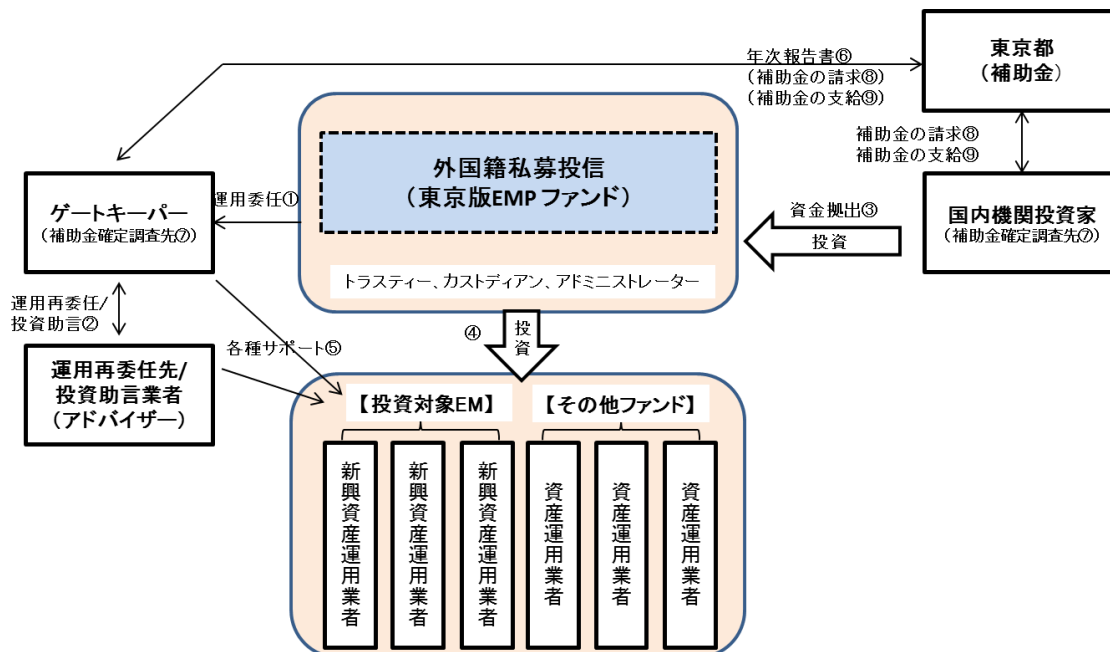 年次報告書⑥
（補助金の請求⑧）
（補助金の支給⑨）
東京都
（補助金）
補助金の請求⑧
補助金の支給⑨
外国籍私募投信
（東京版EMPファンド）
運用委任①
ゲートキーパー
（補助金確定調査先⑦）
資金拠出③
投資
国内機関投資家
（補助金確定調査先⑦）
トラスティー、カストディアン、アドミニストレーター
運用再委任/
投資助言②
④
投資
各種サポート⑤
運用再委任先/
投資助言業者
（アドバイザー）
【投資対象EM】
【その他ファンド】
新興資産運用業者
新興資産運用業者
新興資産運用業者
資産運用業者
資産運用業者
資産運用業者